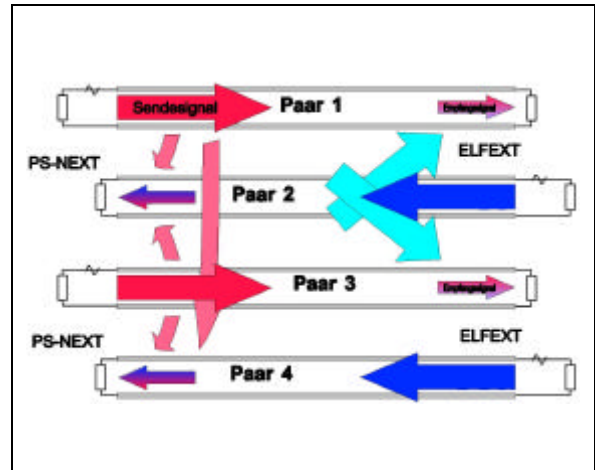 Sendesignal Paar 1 Empfangssignal
PS-NEXT ELFEXT
Paar 2
Paar 3 Empfangssignal
PS-NEXT ELFEXT
Paar 4